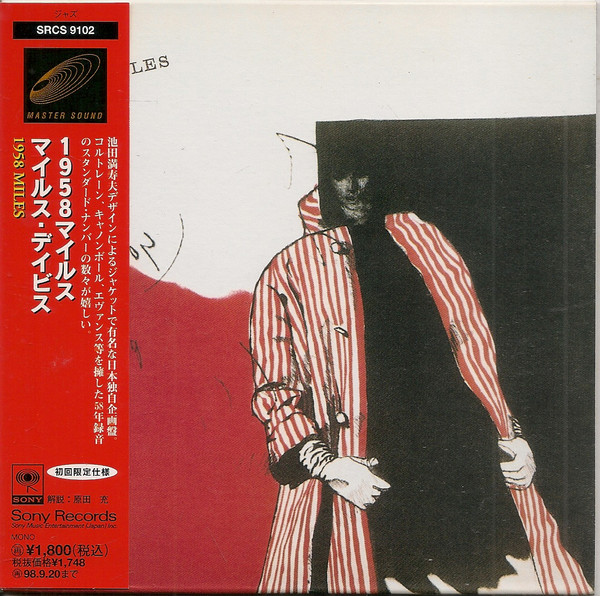 ジャズ
SRCS 9102
MASTER SOUND
LES
1958マイルス
マイルス・デイビス
1958 MILES
池田満寿夫デザインによるジャケットで有名な日本独自企画盤。
コルトレーン、キャノンボール、エヴァンス等を擁した58年録音
のスタンダード・ナンバーの数々が嬉しい。
初回限定仕様
SONY
解説:原田 充
Sony Records
Sony Music Entertainment (Japan) Inc.
MONO
㊐¥1,800(税込)
税抜価格¥1,748
㊐98.9.20まで